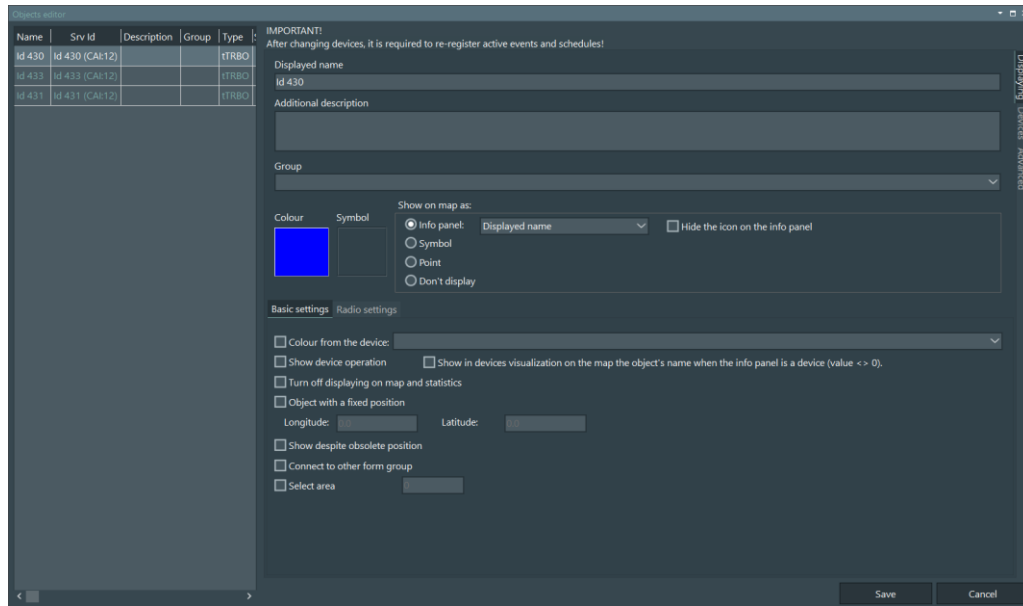 Objects editor
Name Srv Id Description Group Type
Id 430 Id 430 (CAI:12) tTRBO
Id 433 Id 433 (CAI:12) tTRBO
Id 431 Id 431 (CAI:12) tTRBO
IMPORTANT!
After changing devices, it is required to re-register active events and schedules!
Displayed name
Id 430
Additional description
Group
Colour Symbol
Show on map as:
Info panel: Displayed name Hide the icon on the info panel
Symbol
Point
Don't display
Basic settings Radio settings
Colour from the device:
Show device operation Show in devices visualization on the map the object's name when the info panel is a device (value <> 0).
Turn off displaying on map and statistics
Object with a fixed position
Longitude: 0.0 Latitude: 0.0
Show despite obsolete position
Connect to other form group
Select area 0
Displaying
Devices
Advanced
Save Cancel